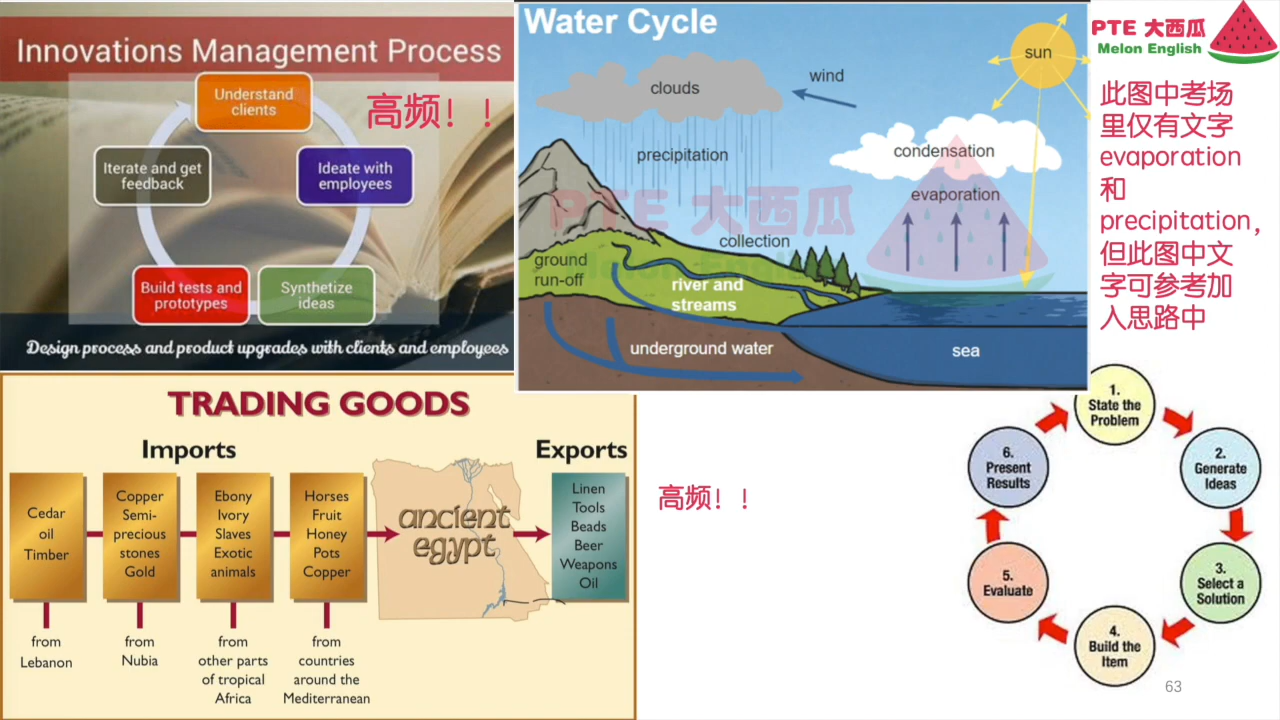 Innovations Management Process
Understand
clients
高频！！
Iterate and get
feedback
Ideate with
employees
Build tests and
prototypes
Synthetize
ideas
Design process and product upgrades with clients and employees
Water Cycle
sun
wind
clouds
condensation
precipitation
evaporation
PTE 大西瓜
Melon English
collection
ground
run-off
river and
streams
underground water
sea
PTE 大西瓜
Melon English
此图中考场
里仅有文字
evaporation
和
precipitation，
但此图中文
字可参考加
入思路中
TRADING GOODS
Imports
Exports
Cedar
oil
Timber
Copper
Semi-
precious
stones
Gold
Ebony
Ivory
Slaves
Exotic
animals
Horses
Fruit
Honey
Pots
Copper
ancient
egypt
Linen
Tools
Beads
Beer
Weapons
Oil
from
Lebanon
from
Nubia
from
other parts
of tropical
Africa
from
countries
around the
Mediterranean
高频！！
1.
State the
Problem
2.
Generate
Ideas
3.
Select a
Solution
4.
Build the
Item
5.
Evaluate
6.
Present
Results
63